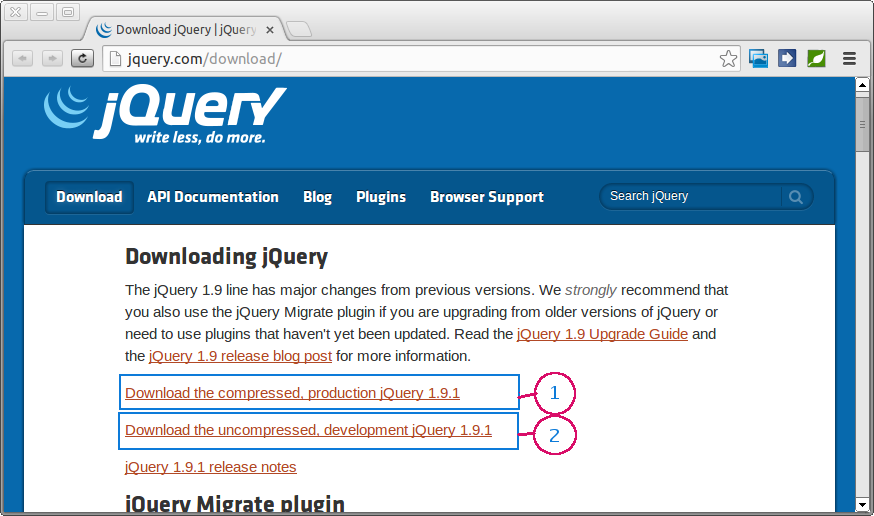 Download jQuery | jQuery
jquery.com/download/
jQuery
write less, do more.
Download API Documentation Blog Plugins Browser Support Search jQuery
Downloading jQuery
The jQuery 1.9 line has major changes from previous versions. We strongly recommend that
you also use the jQuery Migrate plugin if you are upgrading from older versions of jQuery or
need to use plugins that haven't yet been updated. Read the jQuery 1.9 Upgrade Guide and
the jQuery 1.9 release blog post for more information.
Download the compressed, production jQuery 1.9.1 1
Download the uncompressed, development jQuery 1.9.1 2
jQuery 1.9.1 release notes
jQuery Migrate plugin